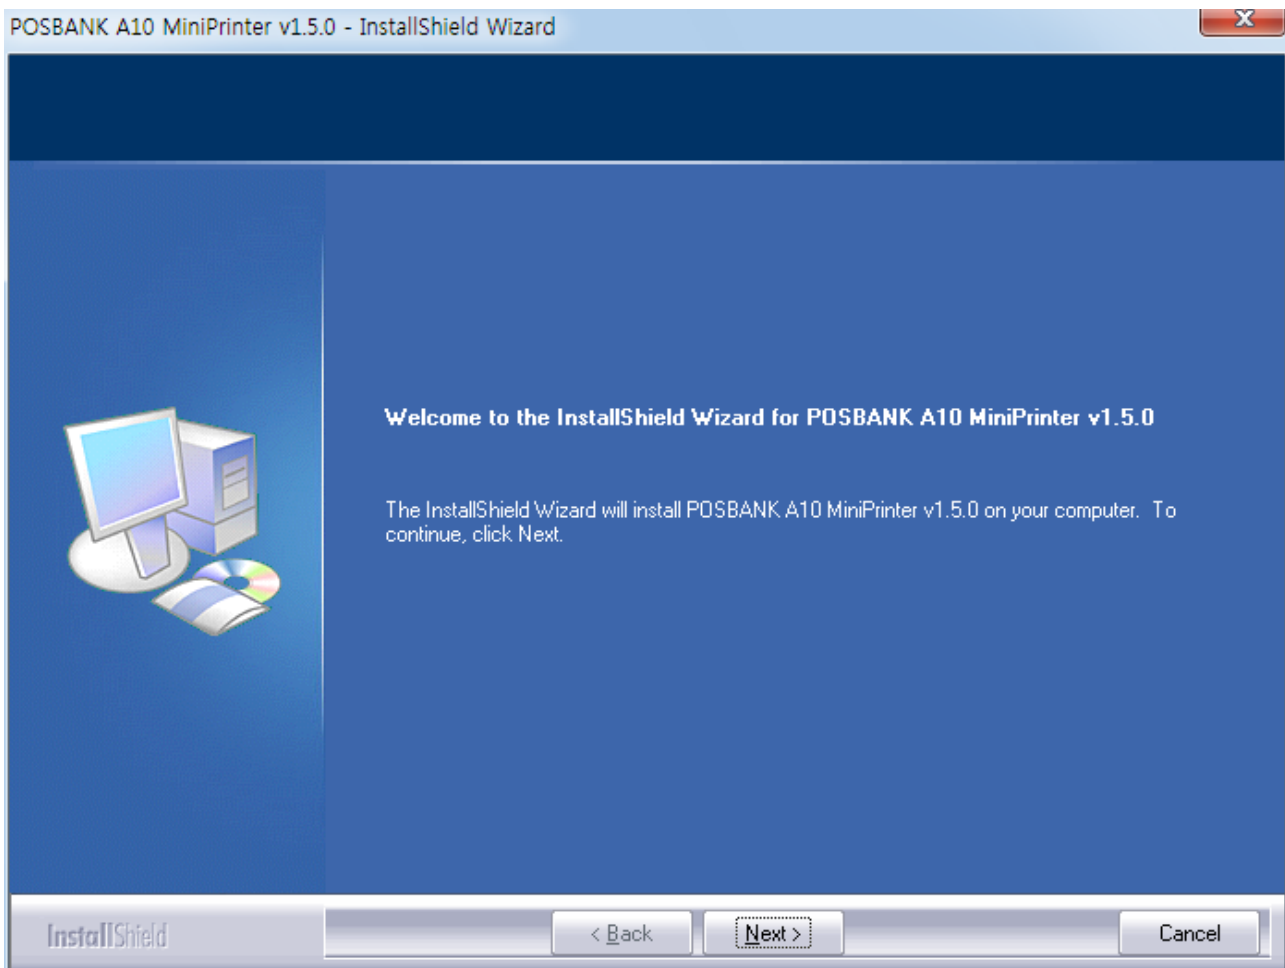 POSBANK A10 MiniPrinter v1.5.0 - InstallShield Wizard
Welcome to the InstallShield Wizard for POSBANK A10 MiniPrinter v1.5.0
The InstallShield Wizard will install POSBANK A10 MiniPrinter v1.5.0 on your computer.  To
continue, click Next.
InstallShield
< Back
Next >
Cancel